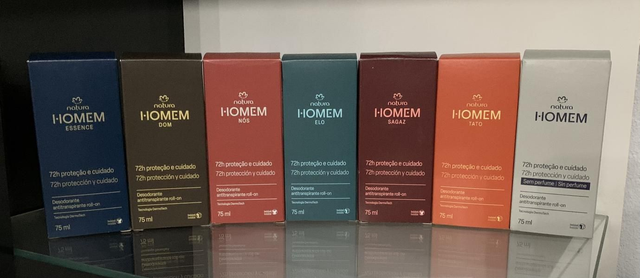 natura
HOMEM
ESSENCE
72h proteção e cuidado
72h protección y cuidado
Desodorante
antitranspirante roll-on
75 ml
natura
HOMEM
DOM
72h proteção e cuidado
72h protección y cuidado
Desodorante
antitranspirante roll-on
75 ml
natura
HOMEM
NÓS
72h proteção e cuidado
72h protección y cuidado
Desodorante
antitranspirante roll-on
75 ml
natura
HOMEM
ELO
72h proteção e cuidado
72h protección y cuidado
Desodorante
antitranspirante roll-on
75 ml
natura
HOMEM
SAGAZ
72h proteção e cuidado
72h protección y cuidado
Desodorante
antitranspirante roll-on
75 ml
natura
HOMEM
TATO
72h proteção e cuidado
72h protección y cuidado
Desodorante
antitranspirante roll-on
75 ml
natura
HOMEM
72h proteção e cuidado
72h protección y cuidado
Sem perfume | Sin perfume
Desodorante
antitranspirante roll-on
75 ml